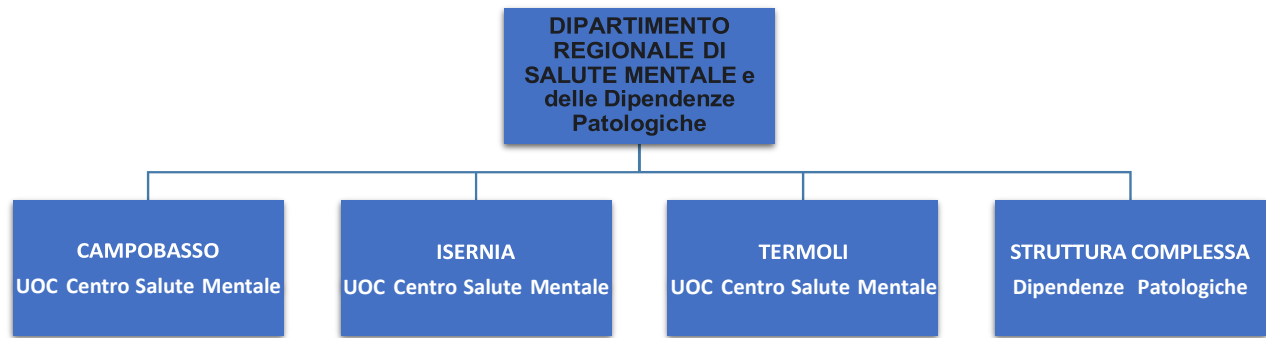 DIPARTIMENTO
REGIONALE DI
SALUTE MENTALE e
delle Dipendenze
Patologiche
CAMPOBASSO
UOC Centro Salute Mentale
ISERNIA
UOC Centro Salute Mentale
TERMOLI
UOC Centro Salute Mentale
STRUTTURA COMPLESSA
Dipendenze Patologiche